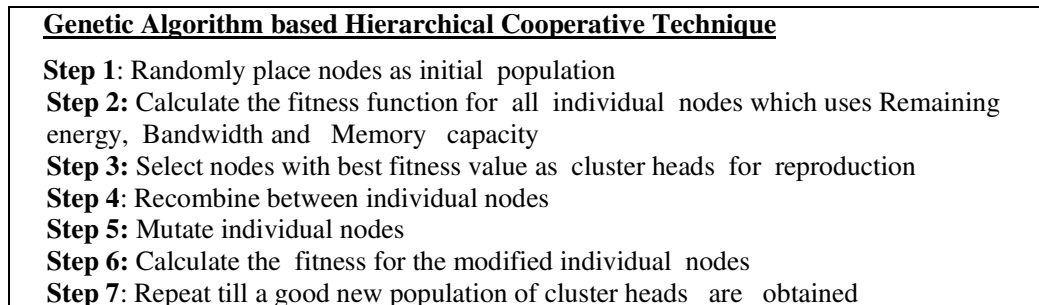 Genetic Algorithm based Hierarchical Cooperative Technique
Step 1: Randomly place nodes as initial population
Step 2: Calculate the fitness function for all individual nodes which uses Remaining
energy, Bandwidth and Memory capacity
Step 3: Select nodes with best fitness value as cluster heads for reproduction
Step 4: Recombine between individual nodes
Step 5: Mutate individual nodes
Step 6: Calculate the fitness for the modified individual nodes
Step 7: Repeat till a good new population of cluster heads are obtained